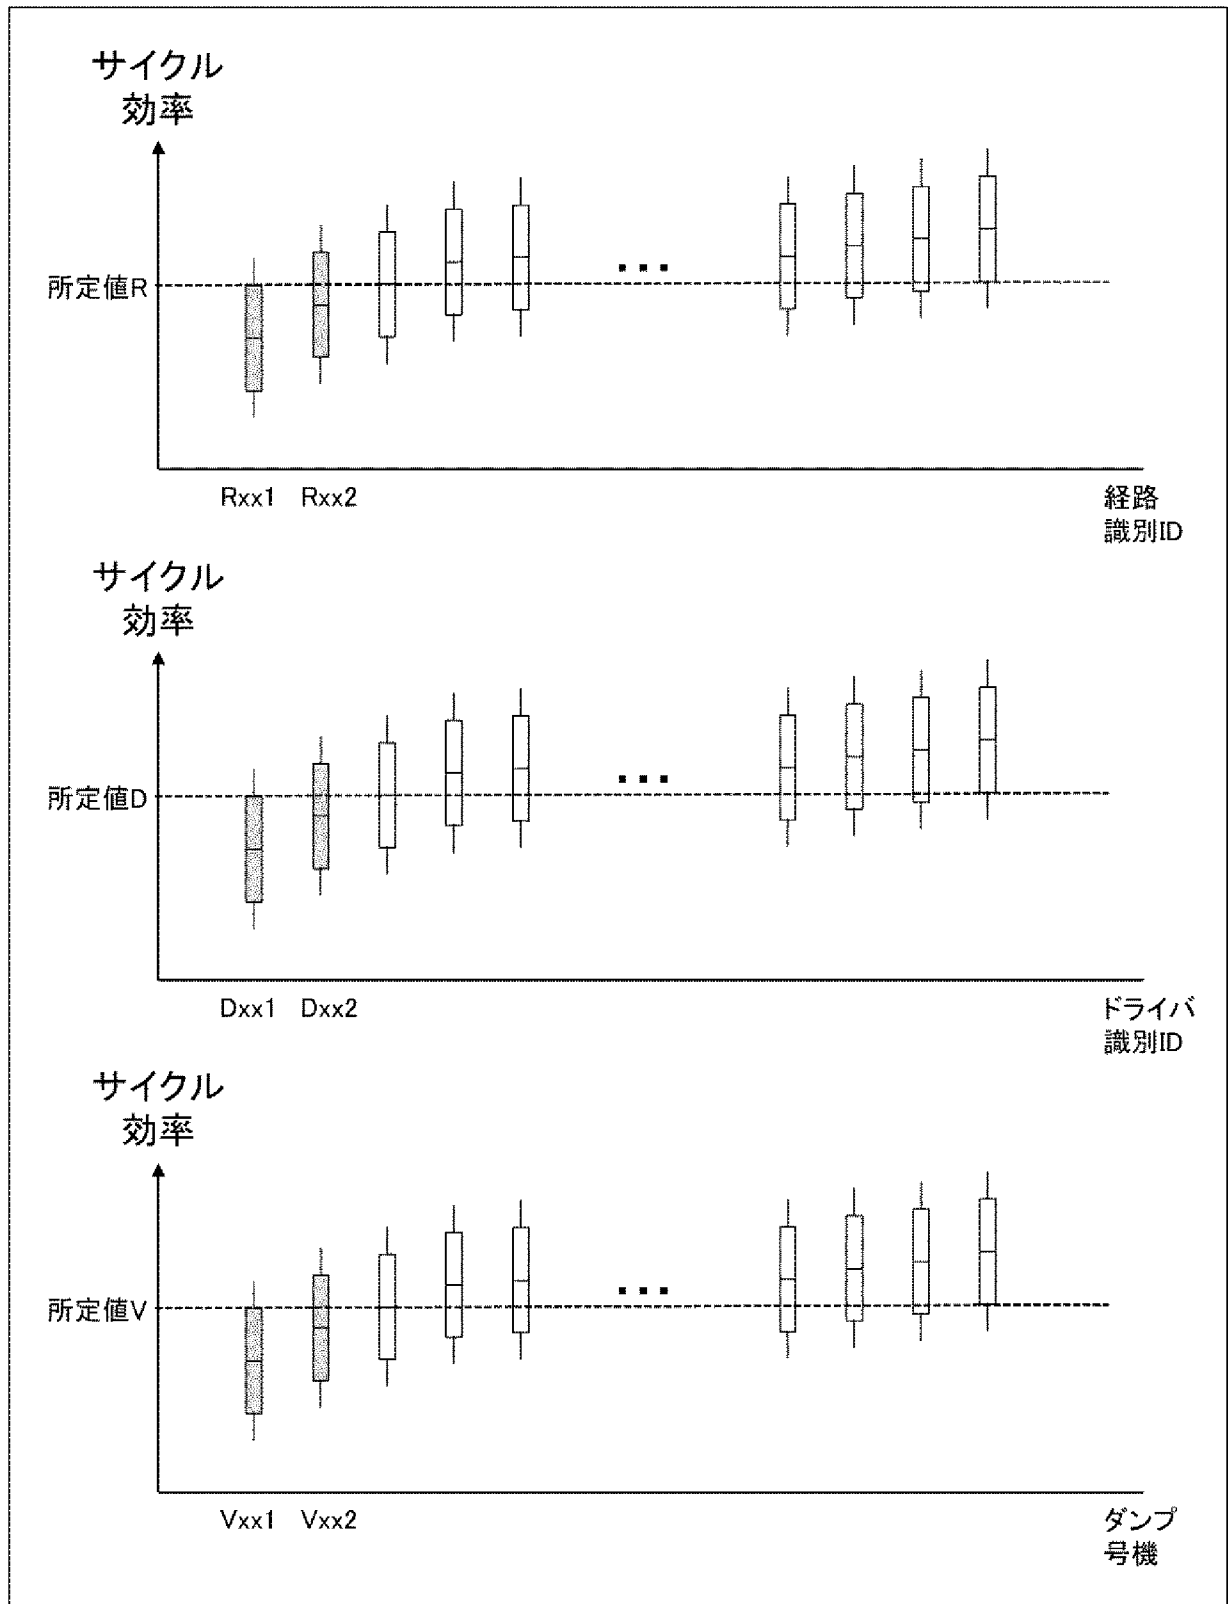 サイクル
効率
所定値R
Rxx1 Rxx2
経路
識別ID
サイクル
効率
所定値D
Dxx1 Dxx2
ドライバ
識別ID
サイクル
効率
所定値V
Vxx1 Vxx2
ダンプ
号機